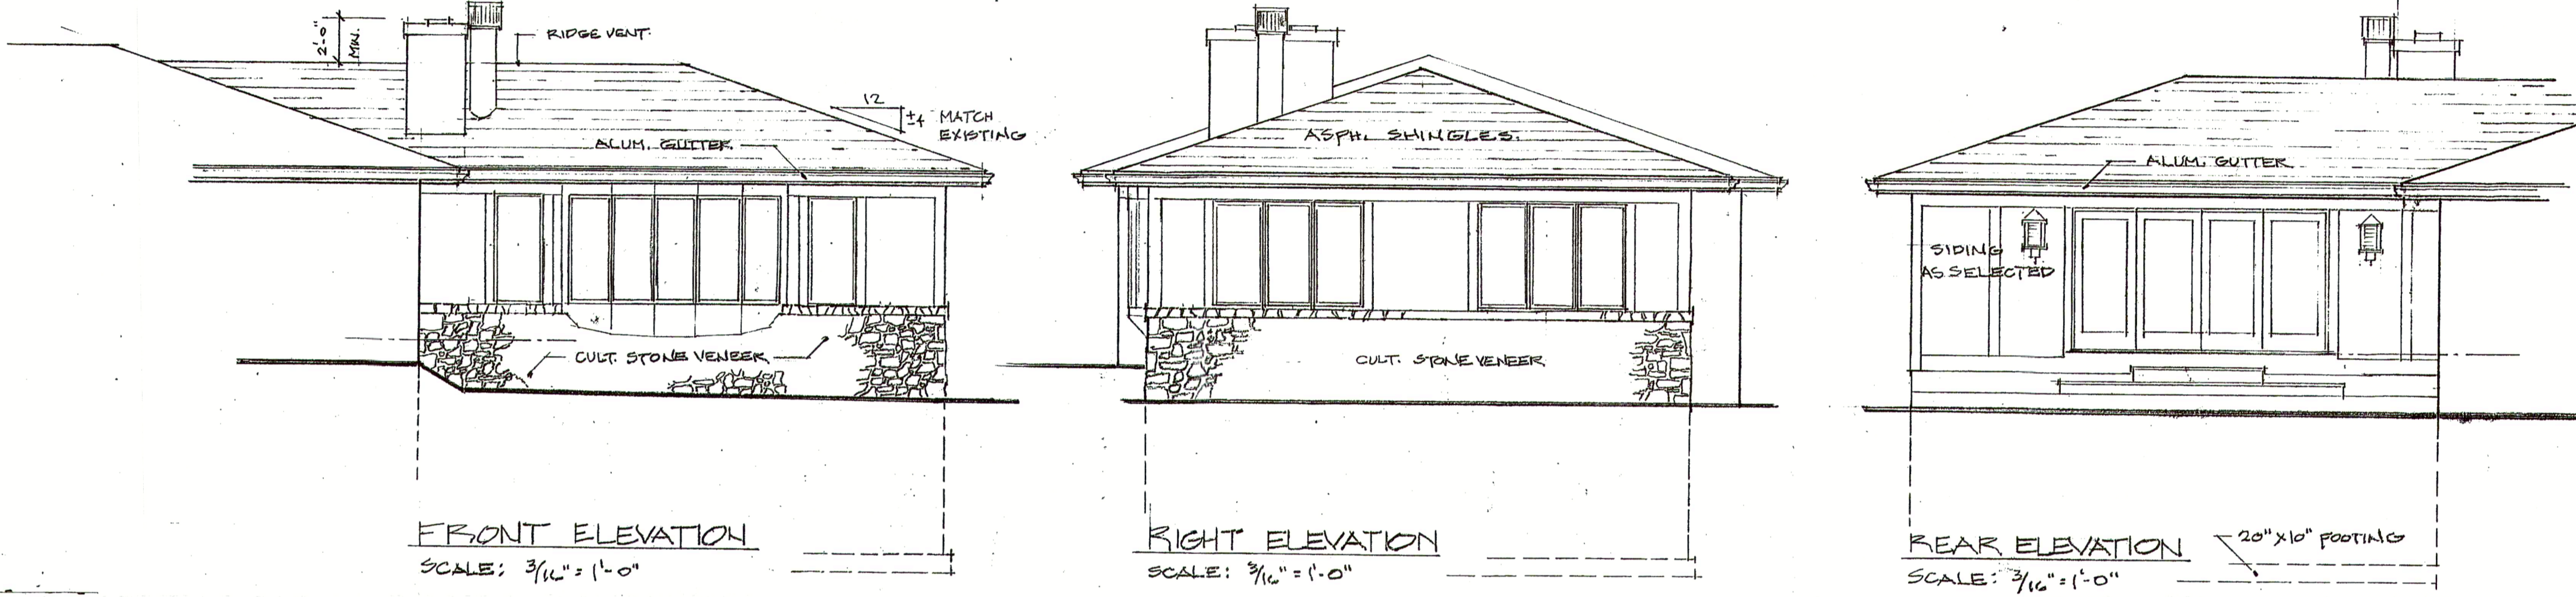 2'-0"
MIN.
RIDGE VENT.
12
±4 MATCH
EXISTING
ALUM. GUTTER
CULT. STONE VENEER
FRONT ELEVATION
SCALE: 3/16" = 1'-0"
ASPH. SHINGLES.
CULT. STONE VENEER
RIGHT ELEVATION
SCALE: 3/16" = 1'-0"
ALUM. GUTTER
SIDING
AS SELECTED
REAR ELEVATION
SCALE: 3/16" = 1'-0"
20" X 10" FOOTING